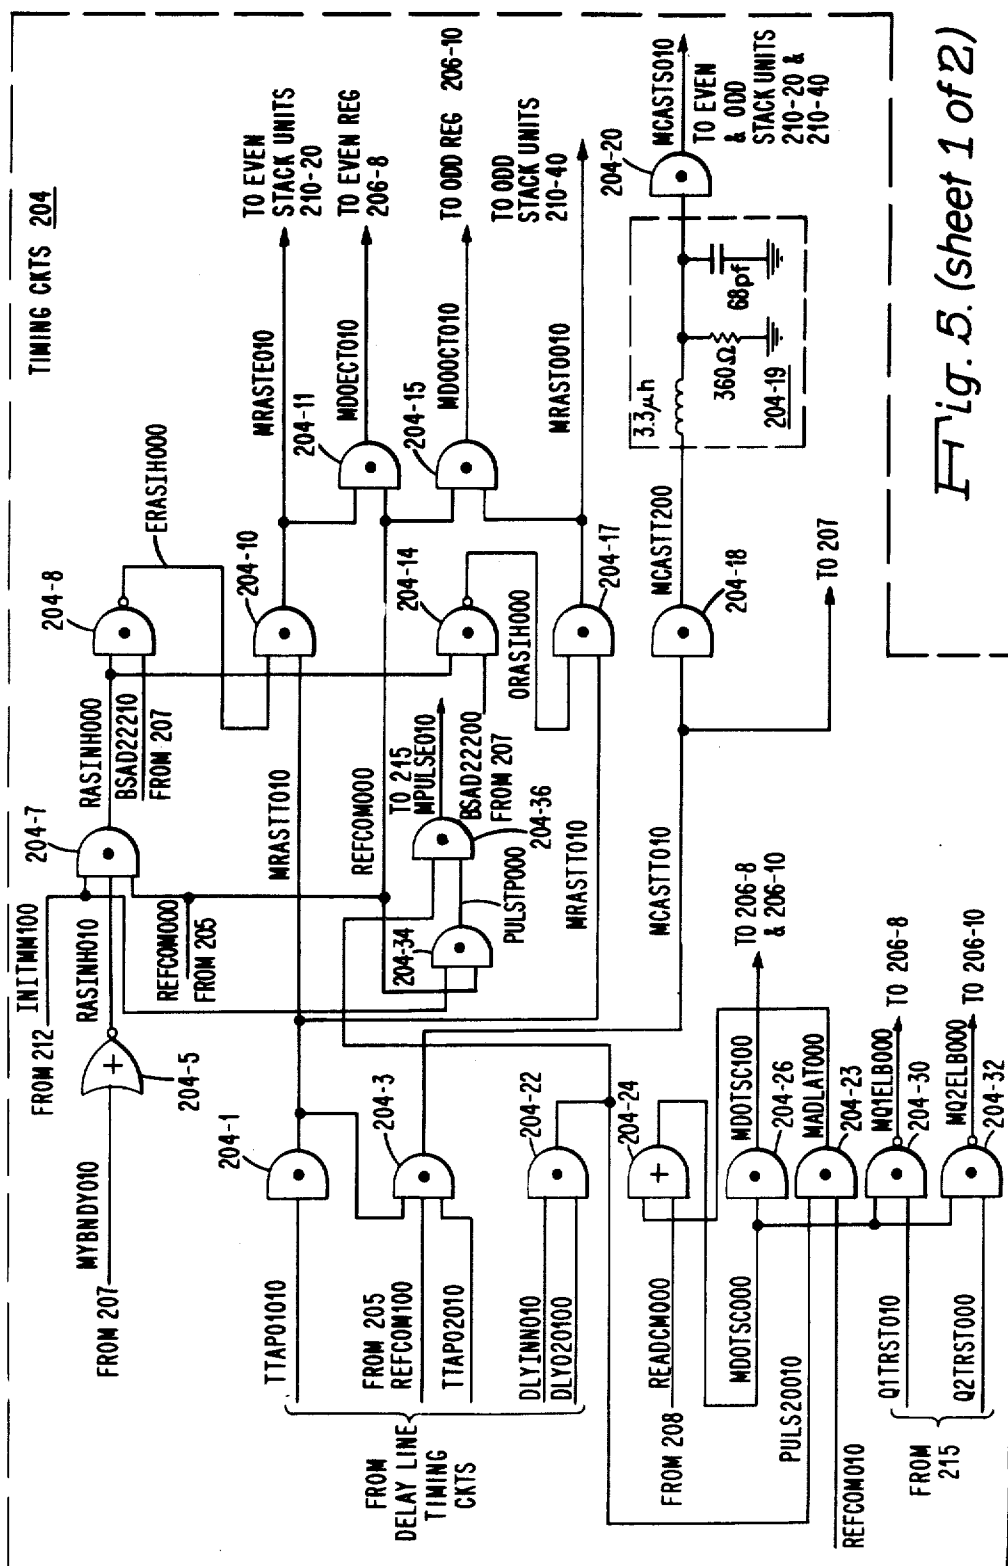 TIMING CKTS 204
FROM 212
INITMM100
MYBNDY010
FROM 207
204-5
RASINH010
REFCOM000
FROM 205
204-7
RASINH000
BSAD22210
FROM 207
204-8
ERASIH000
TTAP01010
204-1
MRASTT010
204-10
MRASTE010
TO EVEN
STACK UNITS
210-20
204-11
MDOECT010
TO EVEN REG
206-8
REFCOM000
204-15
MDOOCT010
TO ODD REG 206-10
FROM 205
REFCOM100
TTAP02010
204-3
204-34
PULSTP000
204-36
TO 215
MPULSE010
BSAD22200
FROM 207
204-14
ORASIH000
MRASTT010
204-17
MRASTO010
TO ODD
STACK UNITS
210-40
FROM
DELAY LINE
TIMING
CKTS
DLYINN010
DLY020100
204-22
MCASTT010
204-18
MCASTT200
3.3µh
360Ω
68pf
204-19
204-20
MCASTS010
TO EVEN
& ODD
STACK UNITS
210-20 &
210-40
TO 207
READCM000
FROM 208
204-24
MDOTSC000
MDOTSC100
204-26
TO 206-8
& 206-10
PULS20010
REFCOM010
MADLAT000
204-23
Q1TRST010
MQ1ELB000
204-30
TO 206-8
Q2TRST000
MQ2ELB000
204-32
TO 206-10
FROM
215
Fig. 5. (sheet 1 of 2)